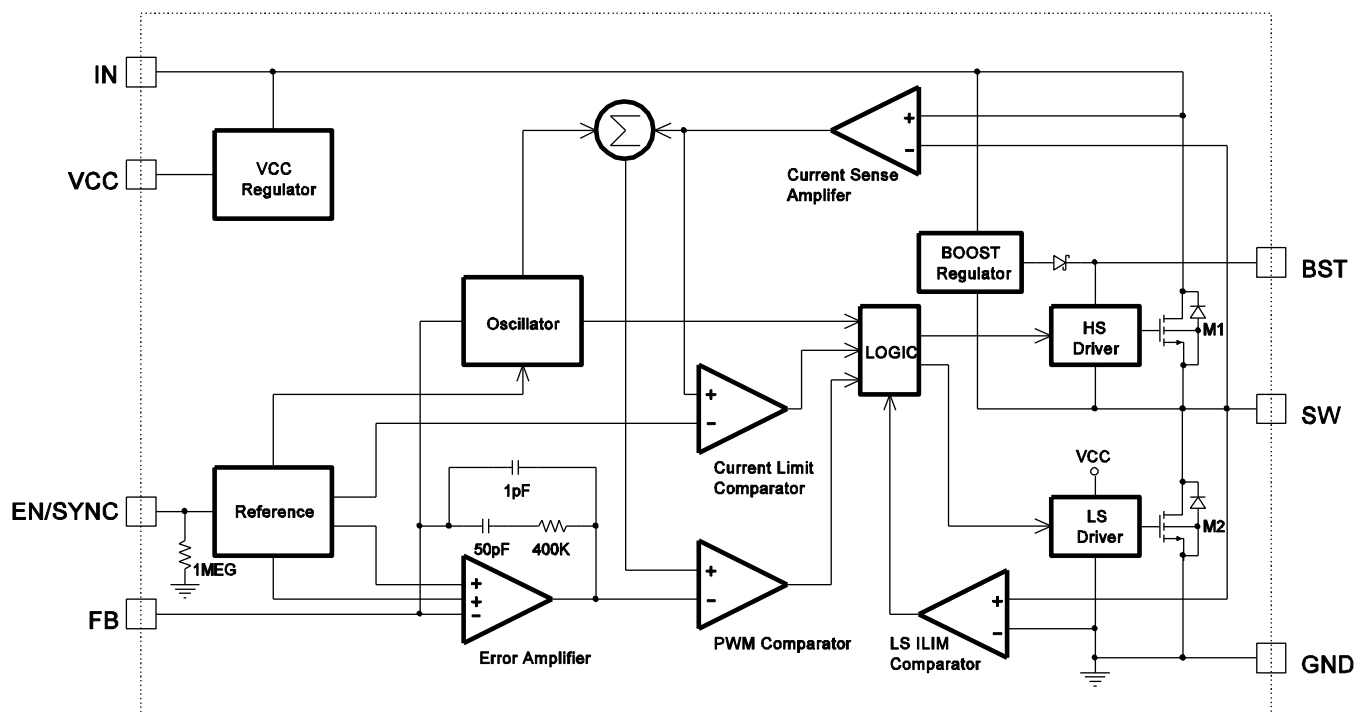 IN
VCC
VCC
Regulator
Σ
+
−
Current Sense
Amplifer
BOOST
Regulator
BST
Oscillator
LOGIC
HS
Driver
M1
+
−
SW
Current Limit
Comparator
VCC
EN/SYNC
Reference
1pF
50pF
400K
LS
Driver
M2
1MEG
+
+
−
+
−
+
−
FB
Error Amplifier
PWM Comparator
LS ILIM
Comparator
GND